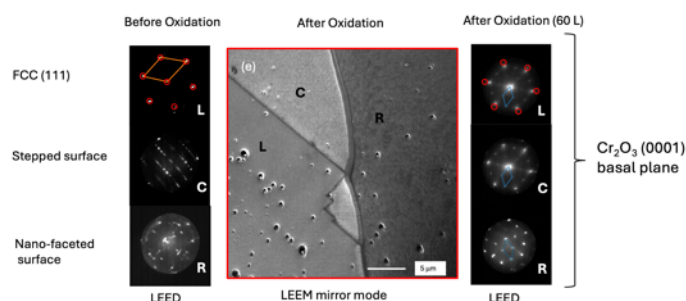 Before Oxidation
After Oxidation
After Oxidation (60 L)
FCC (111)
L
(e)
C
R
L
L
Stepped surface
C
C
Cr₂O₃ (0001)
basal plane
Nano-faceted
surface
R
5 µm
R
LEED
LEEM mirror mode
LEED